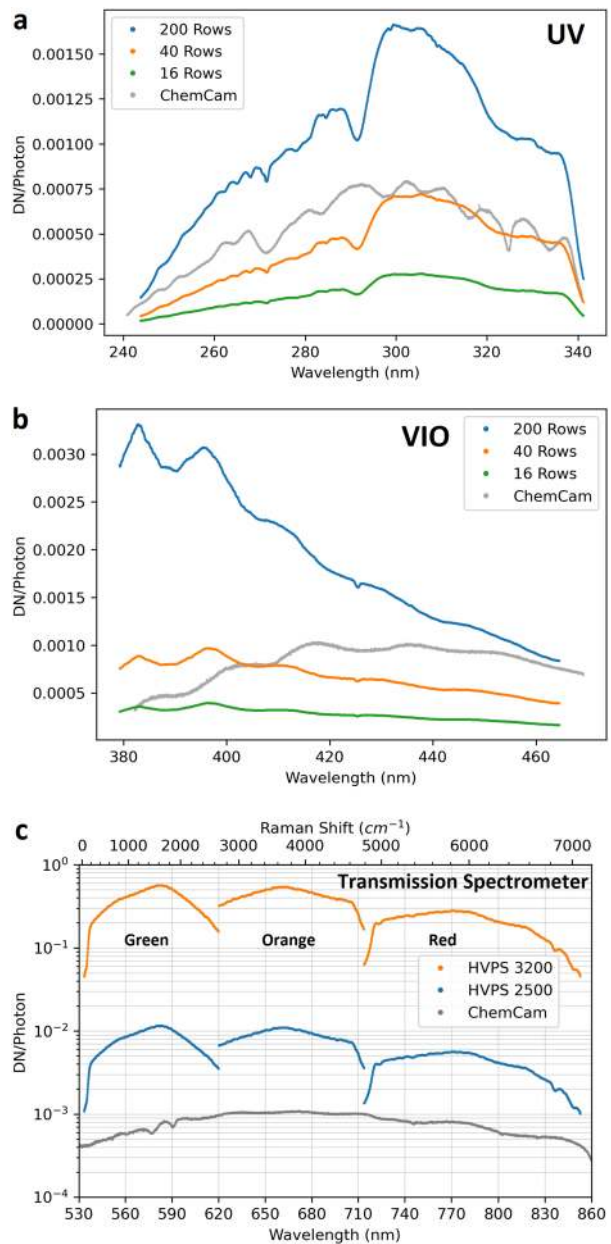 a
UV
200 Rows
40 Rows
16 Rows
ChemCam
0.00150
0.00125
0.00100
0.00075
0.00050
0.00025
0.00000
DN/Photon
240 260 280 300 320 340
Wavelength (nm)
b
VIO
200 Rows
40 Rows
16 Rows
ChemCam
0.0030
0.0025
0.0020
0.0015
0.0010
0.0005
DN/Photon
380 400 420 440 460
Wavelength (nm)
c
Raman Shift (cm⁻¹)
0 1000 2000 3000 4000 5000 6000 7000
Transmission Spectrometer
Green Orange Red
HVPS 3200
HVPS 2500
ChemCam
10⁰
10⁻¹
10⁻²
10⁻³
10⁻⁴
DN/Photon
530 560 590 620 650 680 710 740 770 800 830 860
Wavelength (nm)